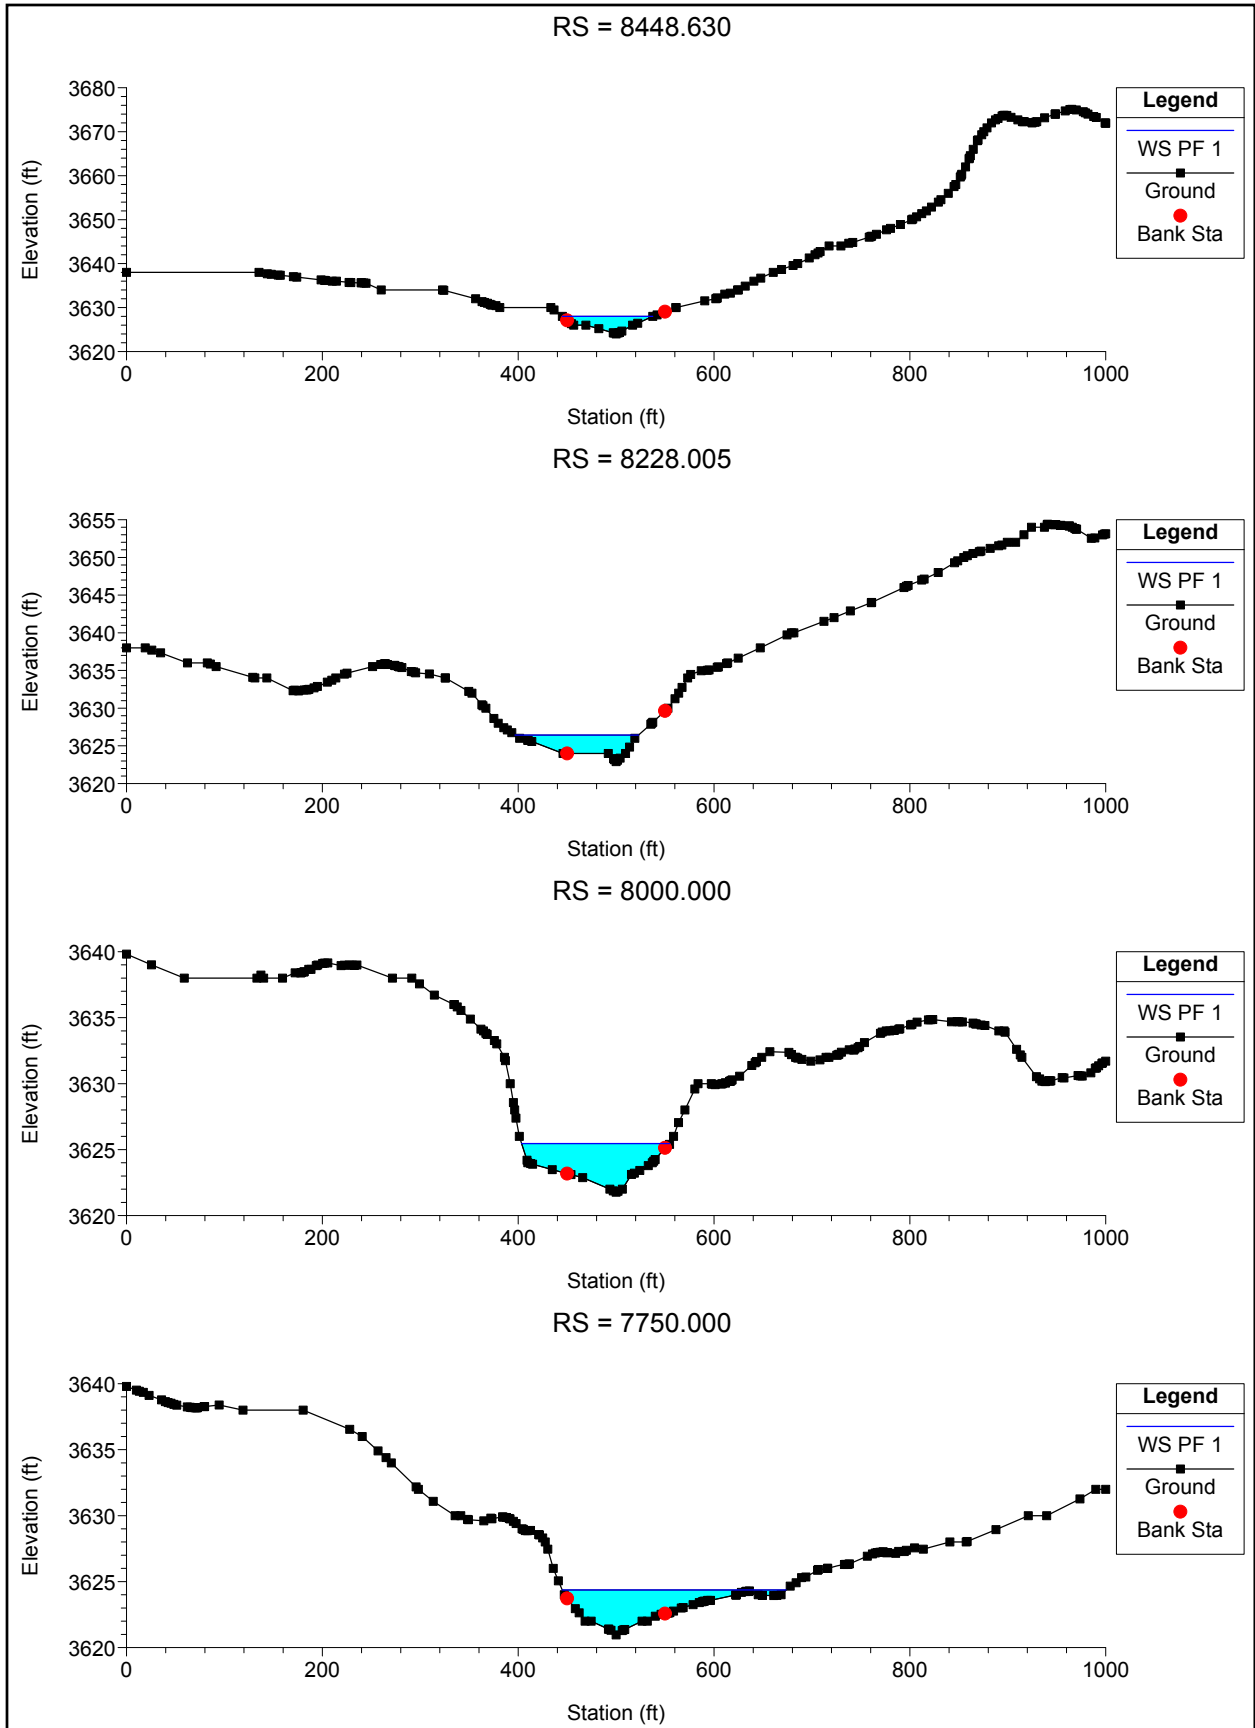 RS = 8448.630
3680
3670
3660
3650
3640
3630
3620
Elevation (ft)
0 200 400 600 800 1000
Station (ft)
Legend
WS PF 1
Ground
Bank Sta
RS = 8228.005
3655
3650
3645
3640
3635
3630
3625
3620
Elevation (ft)
0 200 400 600 800 1000
Station (ft)
Legend
WS PF 1
Ground
Bank Sta
RS = 8000.000
3640
3635
3630
3625
3620
Elevation (ft)
0 200 400 600 800 1000
Station (ft)
Legend
WS PF 1
Ground
Bank Sta
RS = 7750.000
3640
3635
3630
3625
3620
Elevation (ft)
0 200 400 600 800 1000
Station (ft)
Legend
WS PF 1
Ground
Bank Sta